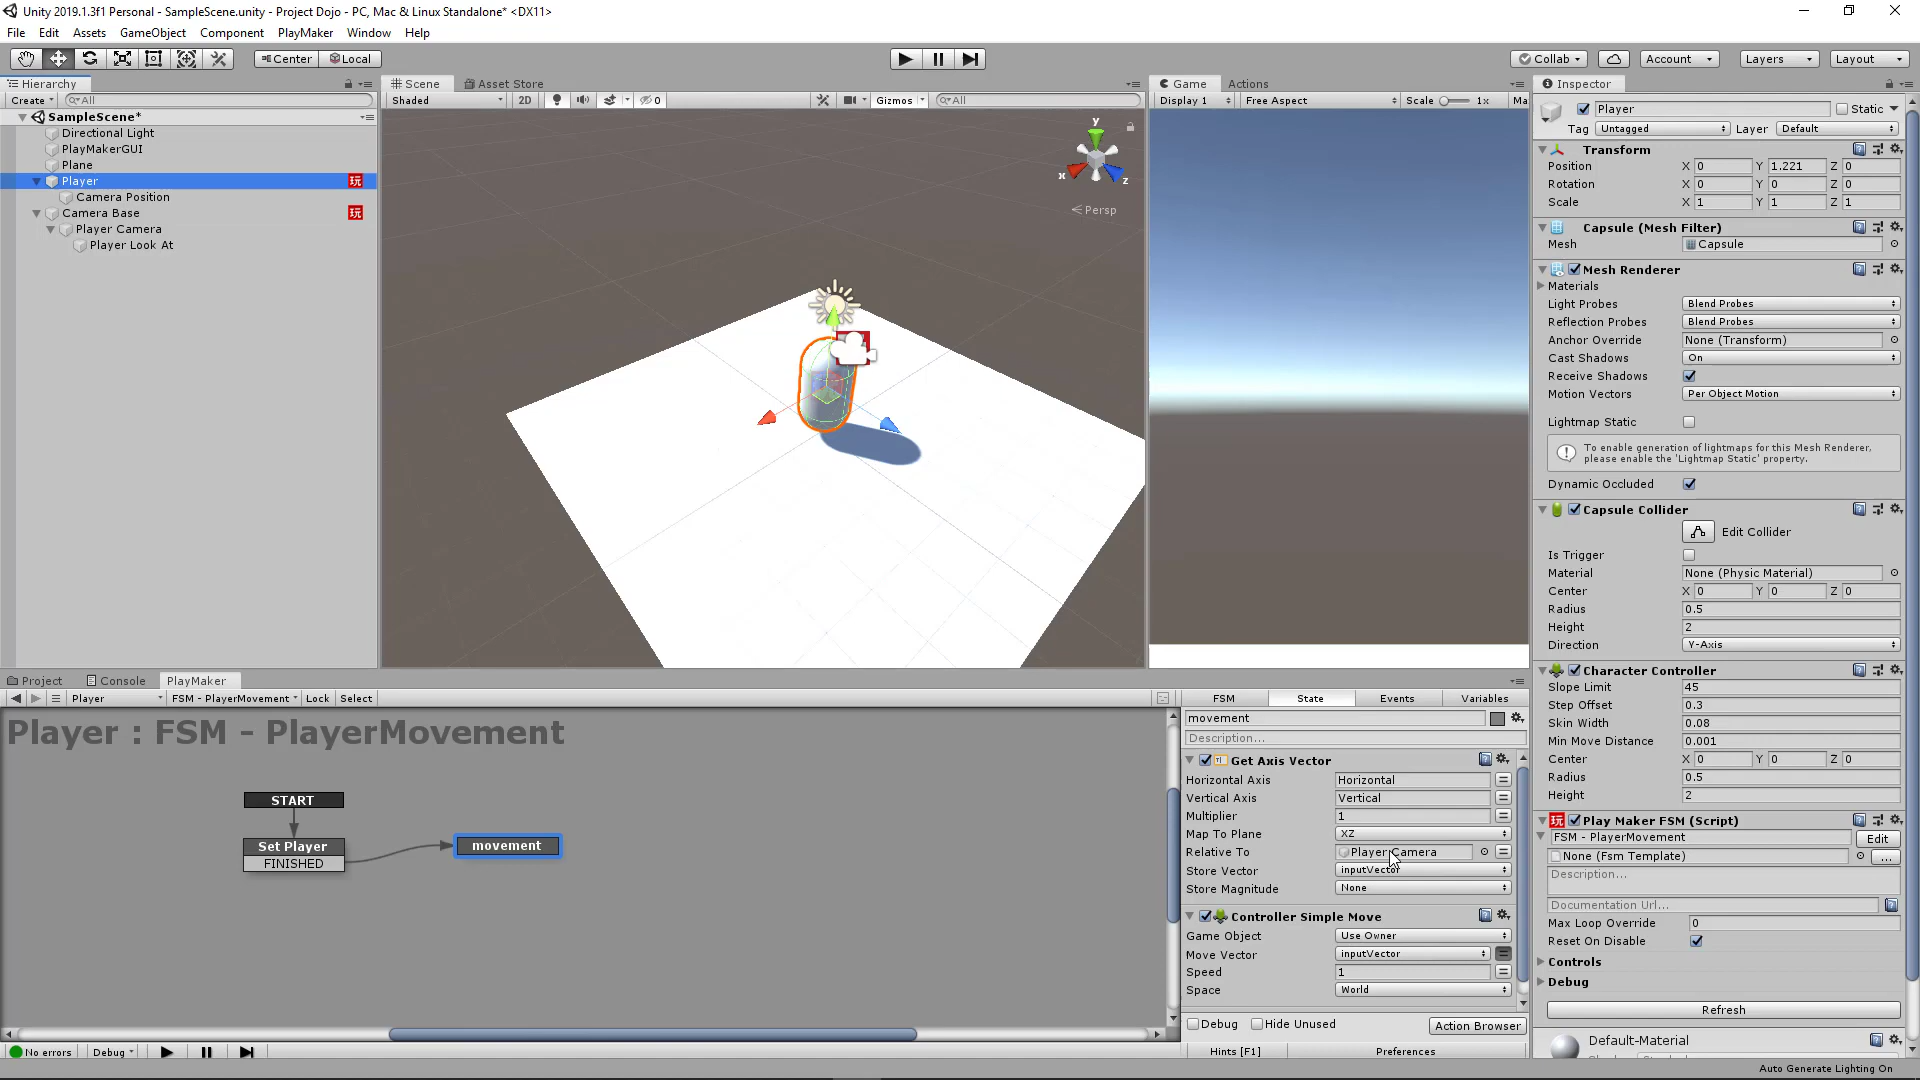 Unity 2019.1.3f1 Personal - SampleScene.unity - Project Dojo - PC, Mac & Linux Standalone* <DX11>
File Edit Assets GameObject Component PlayMaker Window Help
Center Local Collab Account Layers Layout
Hierarchy
Create All
SampleScene*
Directional Light
PlayMakerGUI
Plane
Player 玩
Camera Position
Camera Base 玩
Player Camera
Player Look At
Scene Asset Store
Shaded 2D 0 Gizmos All
y
x z
Persp
Game Actions
Display 1 Free Aspect Scale 1x Ma
Inspector
Player Static
Tag Untagged Layer Default
Transform
Position X 0 Y 1.221 Z 0
Rotation X 0 Y 0 Z 0
Scale X 1 Y 1 Z 1
Capsule (Mesh Filter)
Mesh Capsule
Mesh Renderer
Materials
Light Probes Blend Probes
Reflection Probes Blend Probes
Anchor Override None (Transform)
Cast Shadows On
Receive Shadows
Motion Vectors Per Object Motion
Lightmap Static
To enable generation of lightmaps for this Mesh Renderer,
please enable the 'Lightmap Static' property.
Dynamic Occluded
Capsule Collider
Edit Collider
Is Trigger
Material None (Physic Material)
Center X 0 Y 0 Z 0
Radius 0.5
Height 2
Direction Y-Axis
Character Controller
Slope Limit 45
Step Offset 0.3
Skin Width 0.08
Min Move Distance 0.001
Center X 0 Y 0 Z 0
Radius 0.5
Height 2
玩 Play Maker FSM (Script)
FSM - PlayerMovement Edit
None (Fsm Template) ...
Description...
Documentation Url...
Max Loop Override 0
Reset On Disable
Controls
Debug
Refresh
Default-Material
Project Console PlayMaker
Player FSM - PlayerMovement Lock Select
Player : FSM - PlayerMovement
START
Set Player
FINISHED
movement
FSM State Events Variables
movement
Description...
Get Axis Vector
Horizontal Axis Horizontal
Vertical Axis Vertical
Multiplier 1
Map To Plane XZ
Relative To Player Camera
Store Vector inputVector
Store Magnitude None
Controller Simple Move
Game Object Use Owner
Move Vector inputVector
Speed 1
Space World
Debug Hide Unused Action Browser
No errors Debug Hints [F1] Preferences
Auto Generate Lighting On